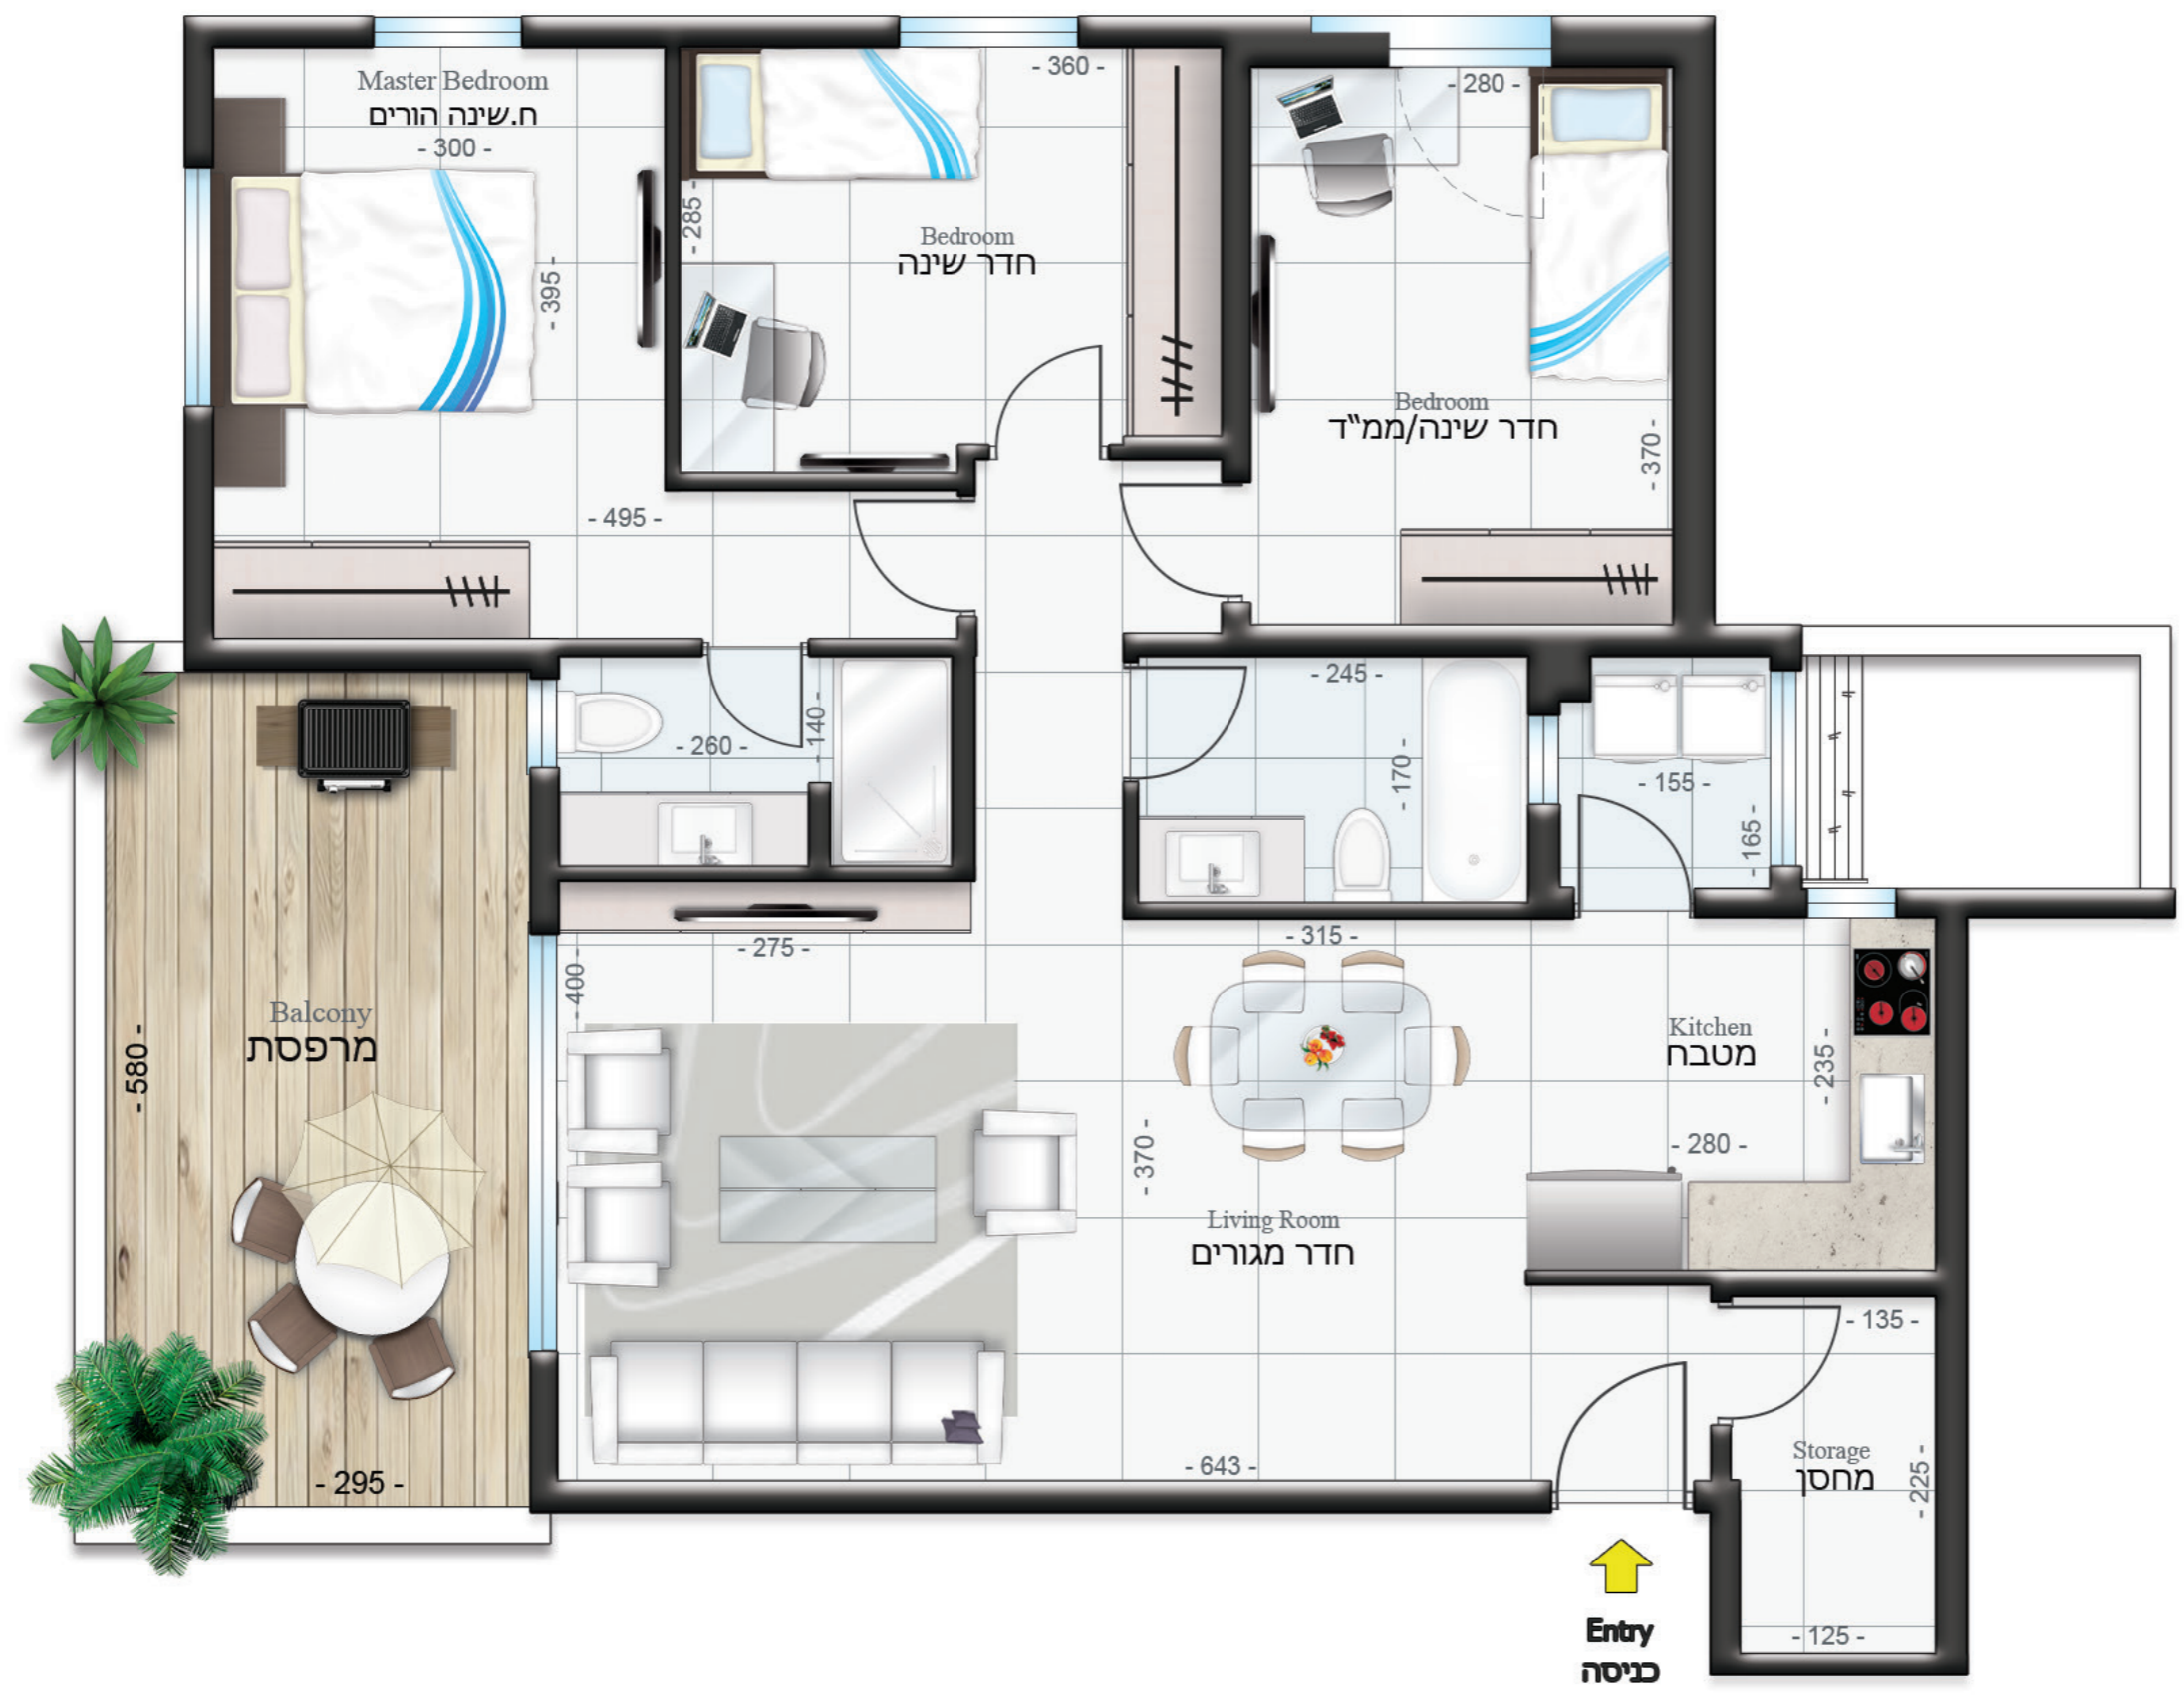 Master Bedroom
ח.שינה הורים
- 300 -
- 395 -
- 495 -
- 360 -
- 285 -
Bedroom
חדר שינה
- 280 -
Bedroom
חדר שינה/ממ"ד
- 370 -
- 260 -
- 140 -
- 245 -
- 170 -
- 155 -
- 165 -
Balcony
מרפסת
- 580 -
- 295 -
- 275 -
- 400 -
- 315 -
- 370 -
Living Room
חדר מגורים
- 643 -
Kitchen
מטבח
- 235 -
- 280 -
- 135 -
Storage
מחסן
- 225 -
- 125 -
Entry
כניסה